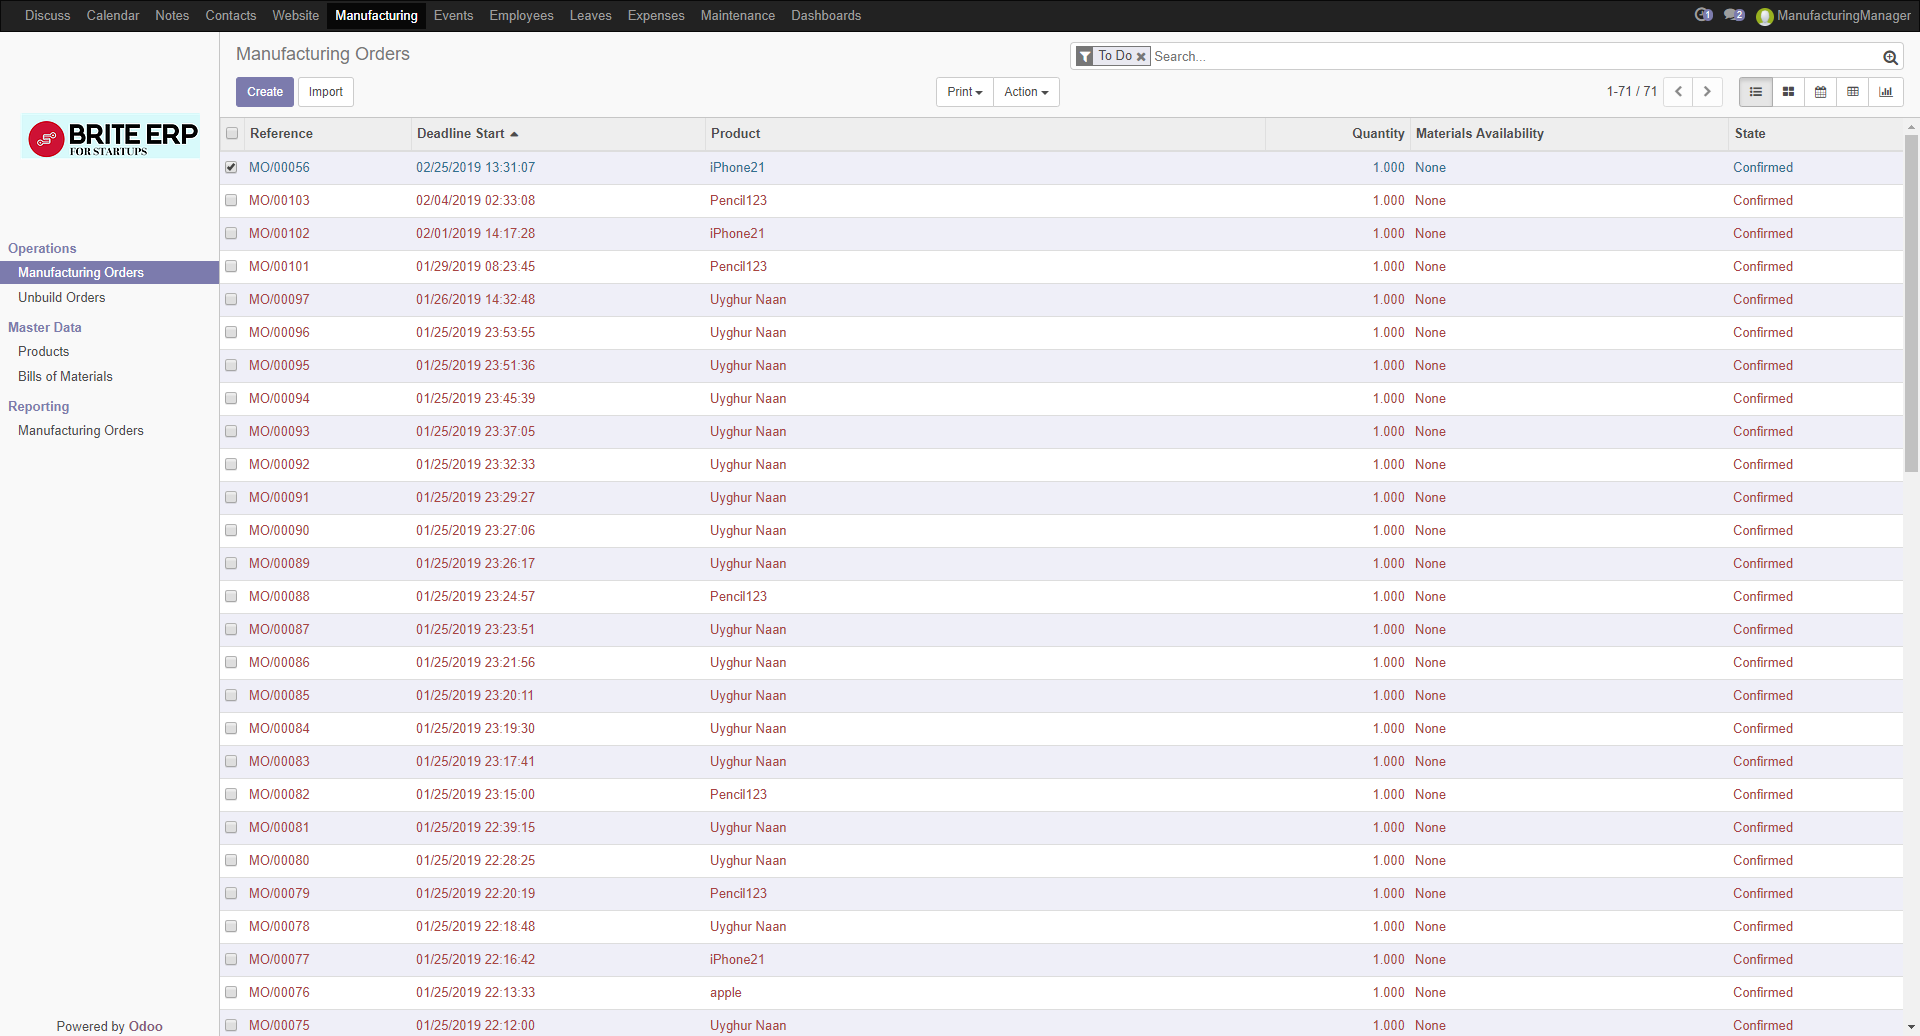 Discuss Calendar Notes Contacts Website Manufacturing Events Employees Leaves Expenses Maintenance Dashboards 1 2 ManufacturingManager
Manufacturing Orders To Do Search...
Create Import Print Action 1-71 / 71
BRITE ERP
FOR STARTUPS
Operations
Manufacturing Orders
Unbuild Orders
Master Data
Products
Bills of Materials
Reporting
Manufacturing Orders
Powered by Odoo
Reference Deadline Start Product Quantity Materials Availability State
MO/00056 02/25/2019 13:31:07 iPhone21 1.000 None Confirmed
MO/00103 02/04/2019 02:33:08 Pencil123 1.000 None Confirmed
MO/00102 02/01/2019 14:17:28 iPhone21 1.000 None Confirmed
MO/00101 01/29/2019 08:23:45 Pencil123 1.000 None Confirmed
MO/00097 01/26/2019 14:32:48 Uyghur Naan 1.000 None Confirmed
MO/00096 01/25/2019 23:53:55 Uyghur Naan 1.000 None Confirmed
MO/00095 01/25/2019 23:51:36 Uyghur Naan 1.000 None Confirmed
MO/00094 01/25/2019 23:45:39 Uyghur Naan 1.000 None Confirmed
MO/00093 01/25/2019 23:37:05 Uyghur Naan 1.000 None Confirmed
MO/00092 01/25/2019 23:32:33 Uyghur Naan 1.000 None Confirmed
MO/00091 01/25/2019 23:29:27 Uyghur Naan 1.000 None Confirmed
MO/00090 01/25/2019 23:27:06 Uyghur Naan 1.000 None Confirmed
MO/00089 01/25/2019 23:26:17 Uyghur Naan 1.000 None Confirmed
MO/00088 01/25/2019 23:24:57 Pencil123 1.000 None Confirmed
MO/00087 01/25/2019 23:23:51 Uyghur Naan 1.000 None Confirmed
MO/00086 01/25/2019 23:21:56 Uyghur Naan 1.000 None Confirmed
MO/00085 01/25/2019 23:20:11 Uyghur Naan 1.000 None Confirmed
MO/00084 01/25/2019 23:19:30 Uyghur Naan 1.000 None Confirmed
MO/00083 01/25/2019 23:17:41 Uyghur Naan 1.000 None Confirmed
MO/00082 01/25/2019 23:15:00 Pencil123 1.000 None Confirmed
MO/00081 01/25/2019 22:39:15 Uyghur Naan 1.000 None Confirmed
MO/00080 01/25/2019 22:28:25 Uyghur Naan 1.000 None Confirmed
MO/00079 01/25/2019 22:20:19 Pencil123 1.000 None Confirmed
MO/00078 01/25/2019 22:18:48 Uyghur Naan 1.000 None Confirmed
MO/00077 01/25/2019 22:16:42 iPhone21 1.000 None Confirmed
MO/00076 01/25/2019 22:13:33 apple 1.000 None Confirmed
MO/00075 01/25/2019 22:12:00 Uyghur Naan 1.000 None Confirmed